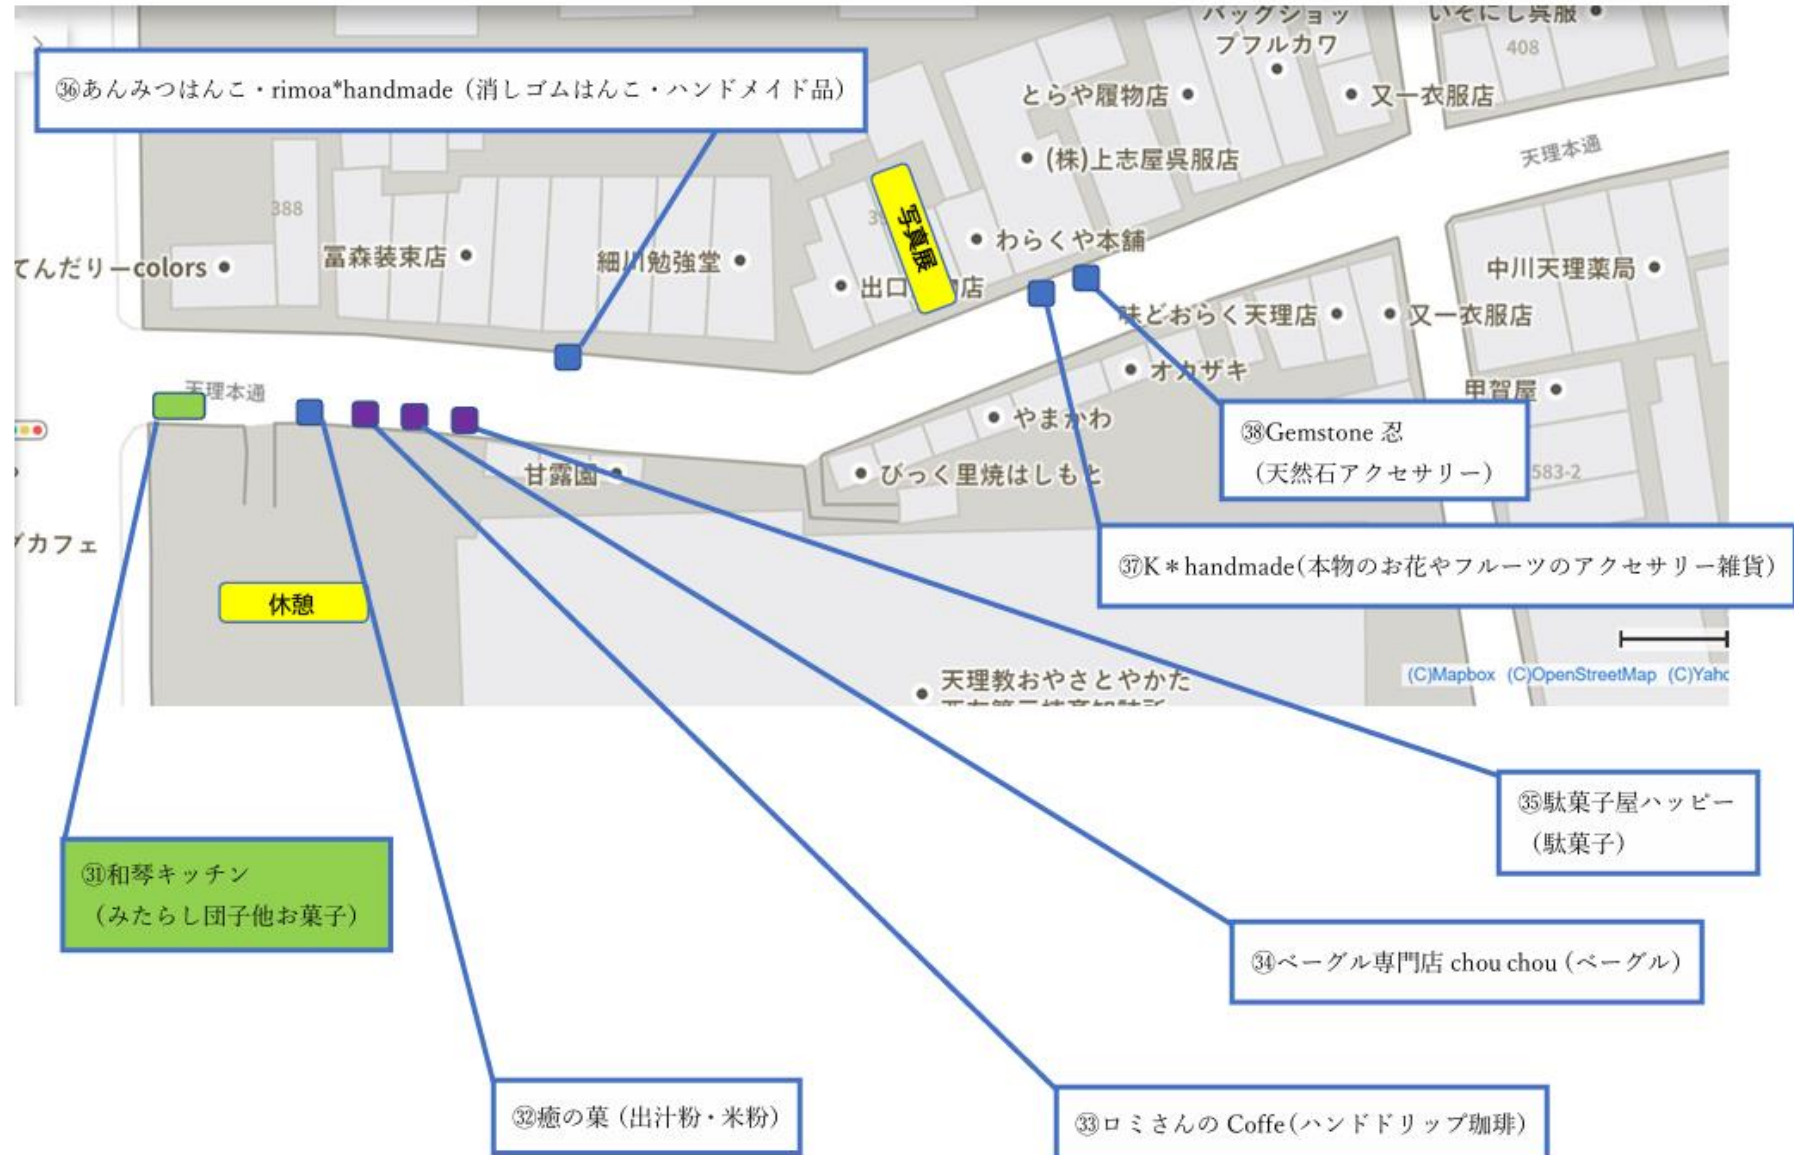 バッグショッ
プフルカワ
いそにし呉服
408
㊱あんみつはんこ・rimoa*handmade（消しゴムはんこ・ハンドメイド品）
とらや履物店
又一衣服店
(株)上志屋呉服店
天理本通
388
写真展
わらくや本舗
てんだりーcolors
冨森装束店
細川勉強堂
出口
店
中川天理薬局
味どおらく天理店
又一衣服店
オカザキ
甲賀屋
天理本通
やまかわ
㊳Gemstone 忍
（天然石アクセサリー）
甘露園
びっく里焼はしもと
583-2
カフェ
㊲K＊handmade(本物のお花やフルーツのアクセサリー雑貨)
休憩
(C)Mapbox (C)OpenStreetMap (C)Yaho
天理教おやさとやかた
㉟駄菓子屋ハッピー
（駄菓子）
㉛和琴キッチン
（みたらし団子他お菓子）
㉞ベーグル専門店 chou chou（ベーグル）
㉜癒の菓（出汁粉・米粉）
㉝ロミさんの Coffe(ハンドドリップ珈琲)